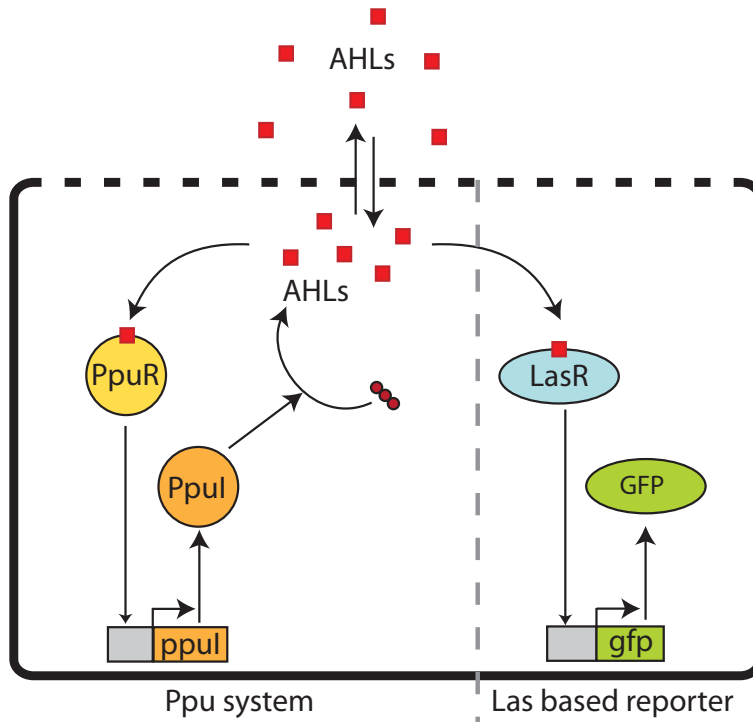 AHLs
AHLs
PpuR
LasR
PpuI
GFP
ppuI
gfp
Ppu system
Las based reporter